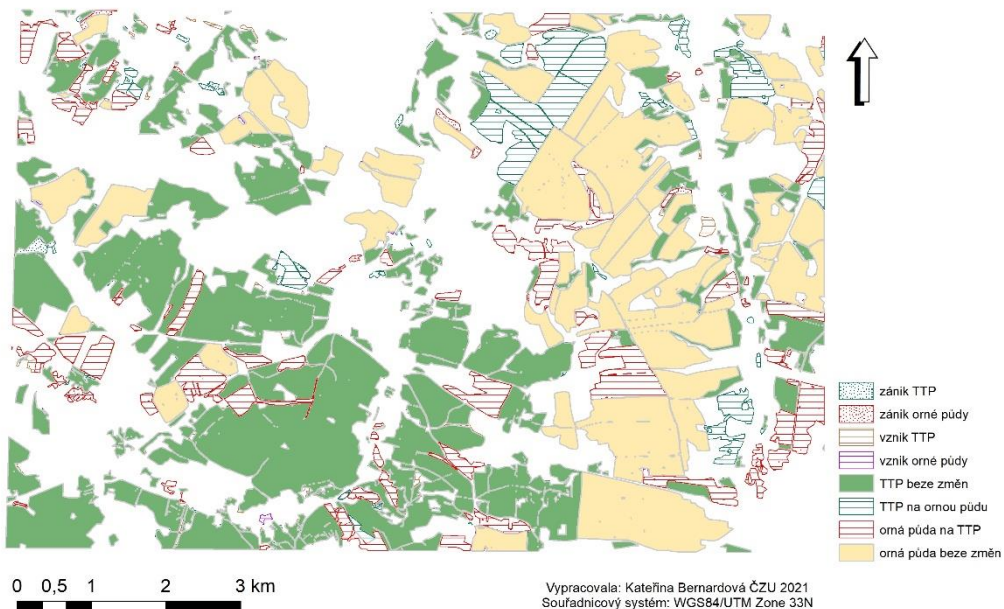 zánik TTP
zánik orné půdy
vznik TTP
vznik orné půdy
TTP beze změn
TTP na ornou půdu
orná půda na TTP
orná půda beze změn
0 0,5 1 2 3 km
Vypracovala: Kateřina Bernardová ČZU 2021
Souřadnicový systém: WGS84/UTM Zone 33N